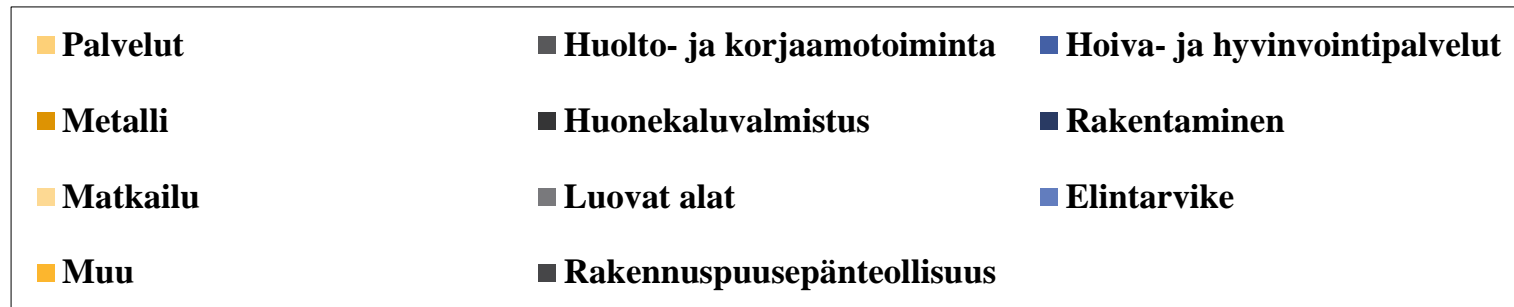 Palvelut Huolto- ja korjaamotoiminta Hoiva- ja hyvinvointipalvelut
Metalli Huonekaluvalmistus Rakentaminen
Matkailu Luovat alat Elintarvike
Muu Rakennuspuusepänteollisuus